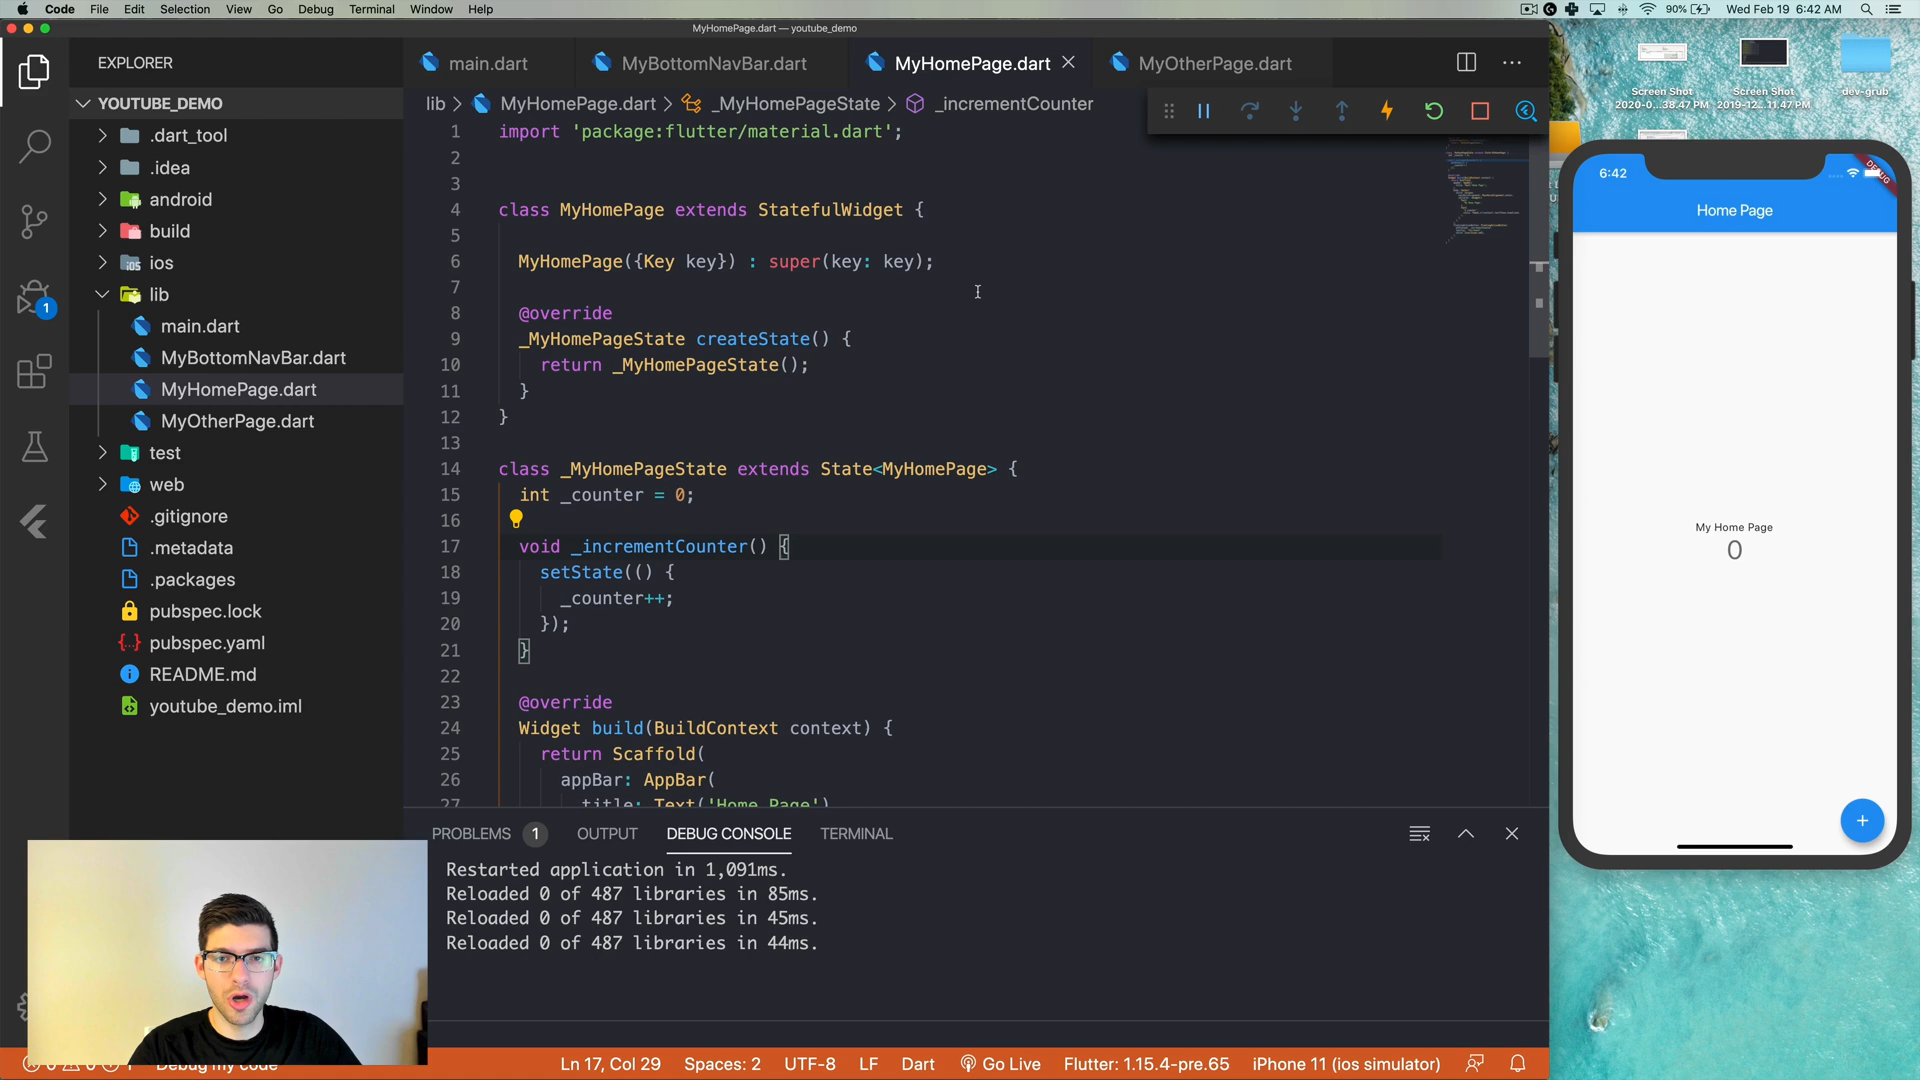 Code File Edit Selection View Go Debug Terminal Window Help
90% Wed Feb 19 6:42 AM
MyHomePage.dart — youtube_demo
EXPLORER
YOUTUBE_DEMO
.dart_tool
.idea
android
build
ios
lib
main.dart
MyBottomNavBar.dart
MyHomePage.dart
MyOtherPage.dart
test
web
.gitignore
.metadata
.packages
pubspec.lock
pubspec.yaml
README.md
youtube_demo.iml
1
main.dart MyBottomNavBar.dart MyHomePage.dart MyOtherPage.dart
lib > MyHomePage.dart > _MyHomePageState > _incrementCounter
1 import 'package:flutter/material.dart';
2
3
4 class MyHomePage extends StatefulWidget {
5
6 MyHomePage({Key key}) : super(key: key);
7
8 @override
9 _MyHomePageState createState() {
10 return _MyHomePageState();
11 }
12 }
13
14 class _MyHomePageState extends State<MyHomePage> {
15 int _counter = 0;
16
17 void _incrementCounter() {
18 setState(() {
19 _counter++;
20 });
21 }
22
23 @override
24 Widget build(BuildContext context) {
25 return Scaffold(
26 appBar: AppBar(
27 title: Text('Home Page')
PROBLEMS 1 OUTPUT DEBUG CONSOLE TERMINAL
Restarted application in 1,091ms.
Reloaded 0 of 487 libraries in 85ms.
Reloaded 0 of 487 libraries in 45ms.
Reloaded 0 of 487 libraries in 44ms.
Debug my code
Ln 17, Col 29 Spaces: 2 UTF-8 LF Dart Go Live Flutter: 1.15.4-pre.65 iPhone 11 (ios simulator)
Screen Shot
2020-0...38.47 PM
Screen Shot
2019-12...11.47 PM
dev-grub
6:42
DEBUG
Home Page
My Home Page
0
+